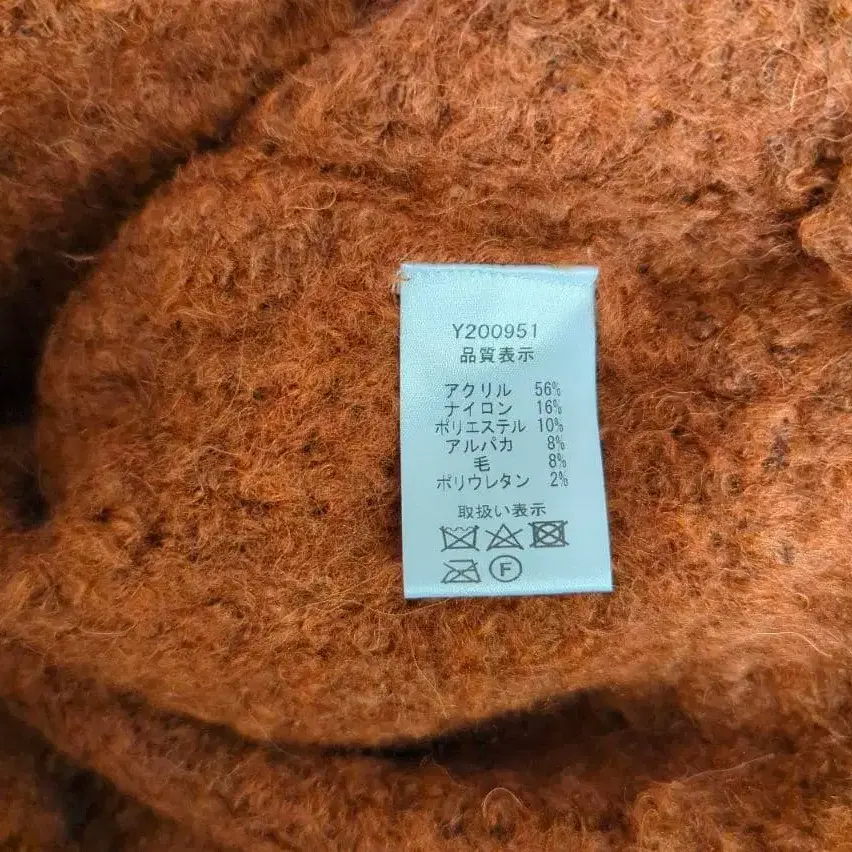 Y200951
品質表示
アクリル 56%
ナイロン 16%
ポリエステル 10%
アルパカ 8%
毛 8%
ポリウレタン 2%
取扱い表示
F